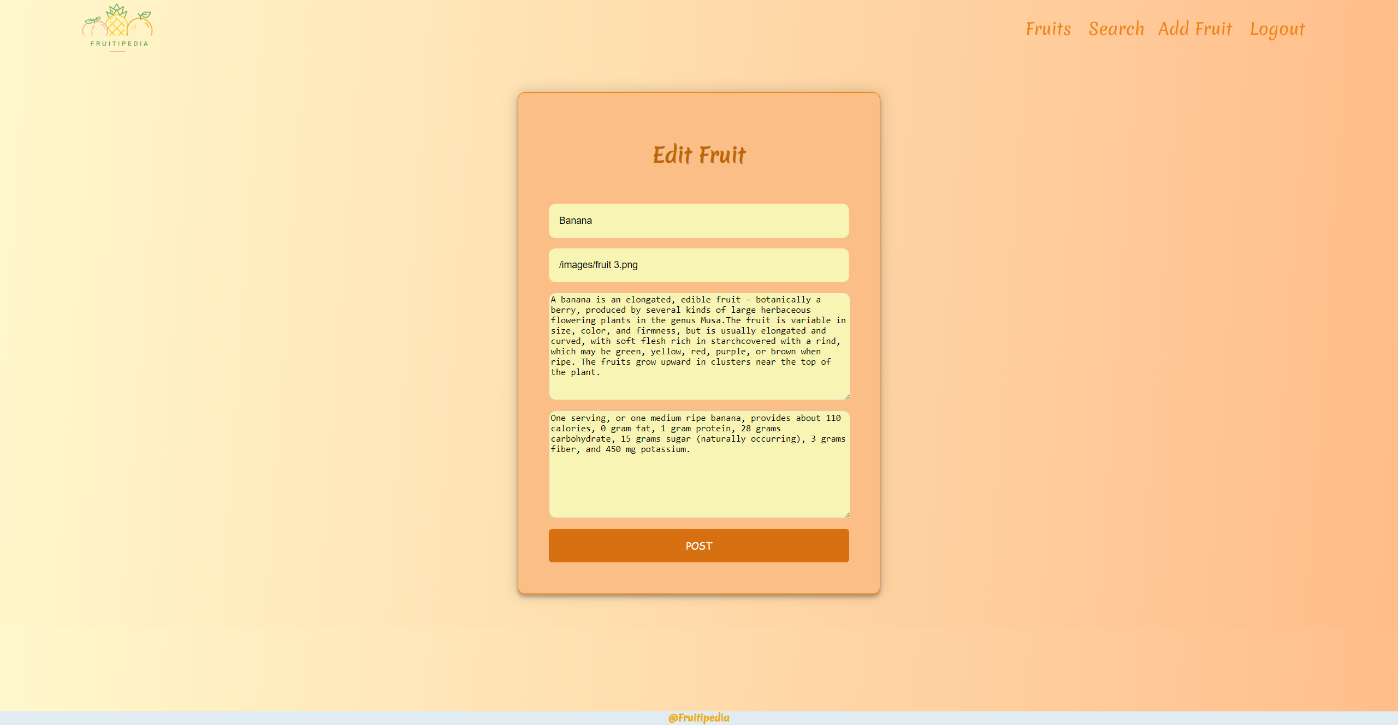 FRUITIPEDIA
Fruits Search Add Fruit Logout
Edit Fruit
Banana
/images/fruit 3.png
A banana is an elongated, edible fruit - botanically a
berry, produced by several kinds of large herbaceous
flowering plants in the genus Musa.The fruit is variable in
size, color, and firmness, but is usually elongated and
curved, with soft flesh rich in starchcovered with a rind,
which may be green, yellow, red, purple, or brown when
ripe. The fruits grow upward in clusters near the top of
the plant.
One serving, or one medium ripe banana, provides about 110
calories, 0 gram fat, 1 gram protein, 28 grams
carbohydrate, 15 grams sugar (naturally occurring), 3 grams
fiber, and 450 mg potassium.
POST
@Fruitipedia